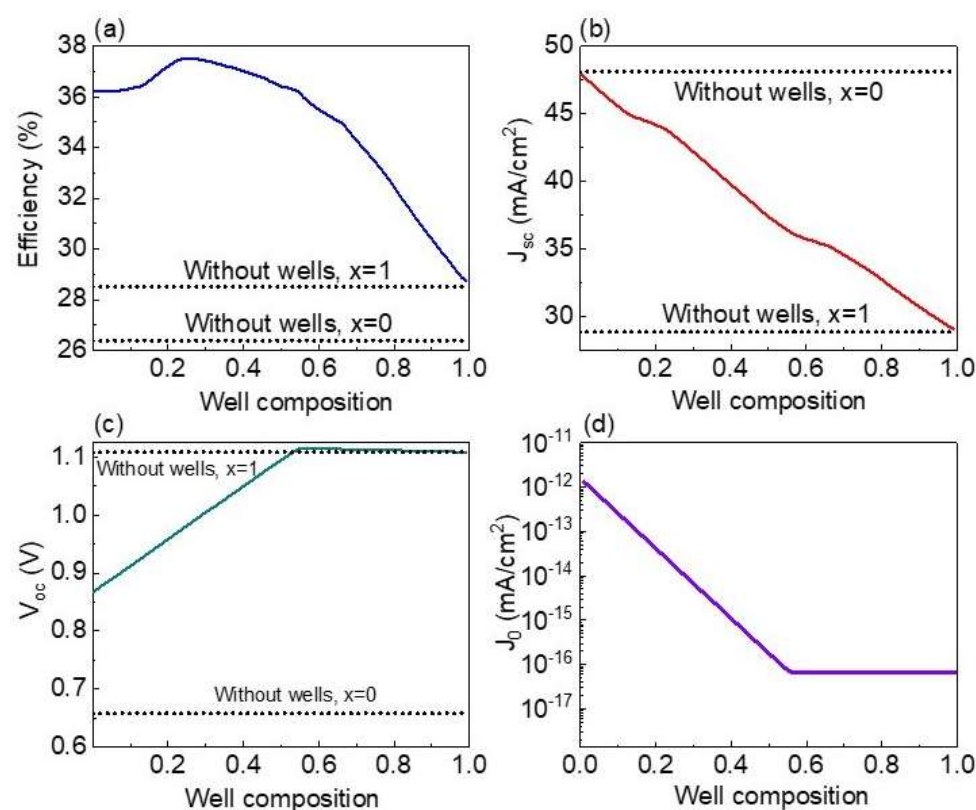 (a)
38
36
34
32
30
28
26
Efficiency (%)
Without wells, x=1
Without wells, x=0
0.2 0.4 0.6 0.8 1.0
Well composition
(b)
50
45
40
35
30
J_sc (mA/cm²)
Without wells, x=0
Without wells, x=1
0.2 0.4 0.6 0.8 1.0
Well composition
(c)
1.1
1.0
0.9
0.8
0.7
0.6
V_oc (V)
Without wells, x=1
Without wells, x=0
0.2 0.4 0.6 0.8 1.0
Well composition
(d)
10⁻¹¹
10⁻¹²
10⁻¹³
10⁻¹⁴
10⁻¹⁵
10⁻¹⁶
10⁻¹⁷
J₀ (mA/cm²)
0.0 0.2 0.4 0.6 0.8 1.0
Well composition